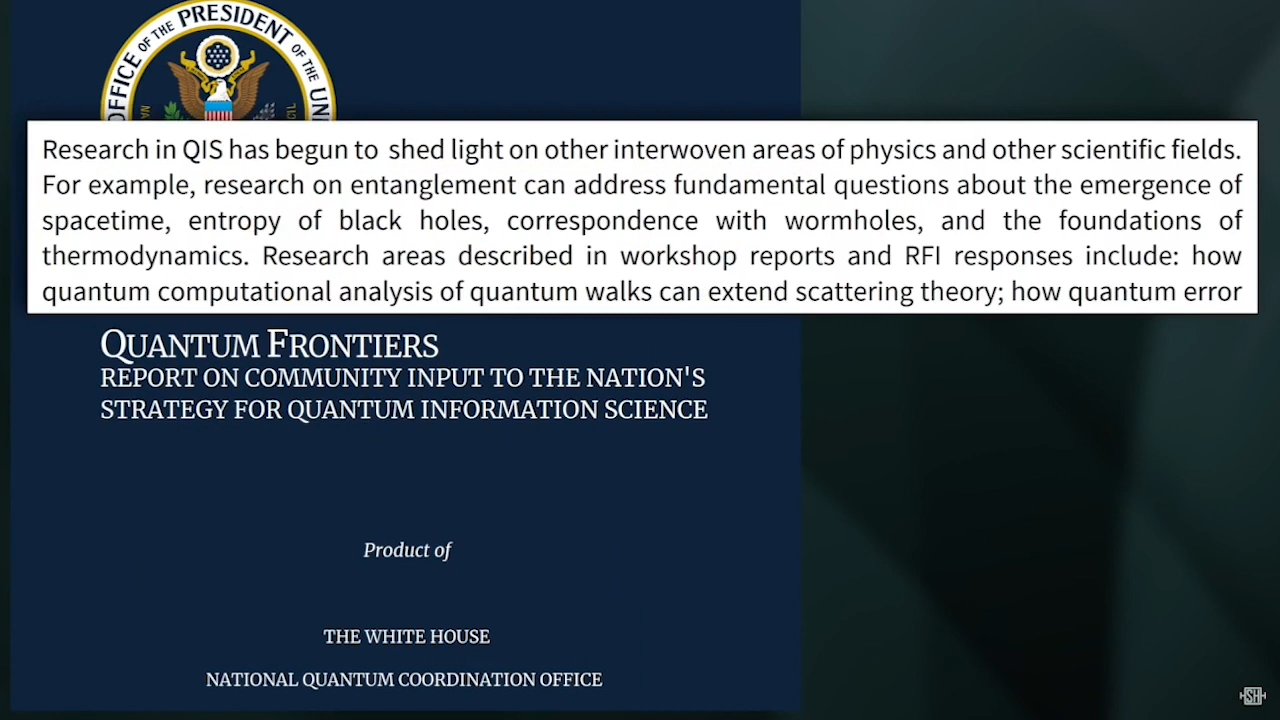 OFFICE OF THE PRESIDENT OF THE UNI
Research in QIS has begun to shed light on other interwoven areas of physics and other scientific fields.
For example, research on entanglement can address fundamental questions about the emergence of
spacetime, entropy of black holes, correspondence with wormholes, and the foundations of
thermodynamics. Research areas described in workshop reports and RFI responses include: how
quantum computational analysis of quantum walks can extend scattering theory; how quantum error
QUANTUM FRONTIERS
REPORT ON COMMUNITY INPUT TO THE NATION'S
STRATEGY FOR QUANTUM INFORMATION SCIENCE
Product of
THE WHITE HOUSE
NATIONAL QUANTUM COORDINATION OFFICE
SH